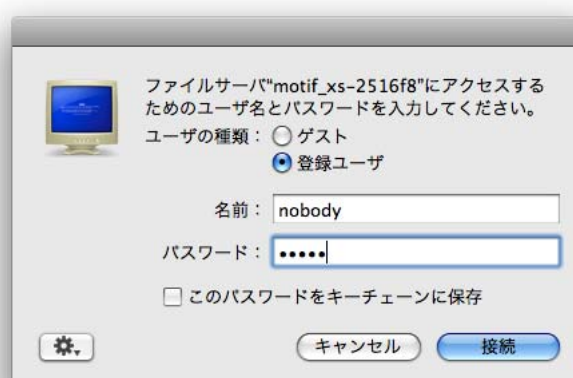 ファイルサーバ“motif_xs-2516f8”にアクセスする
ためのユーザ名とパスワードを入力してください。
ユーザの種類： ゲスト
登録ユーザ
名前： nobody
パスワード： •••••
このパスワードをキーチェーンに保存
キャンセル 接続